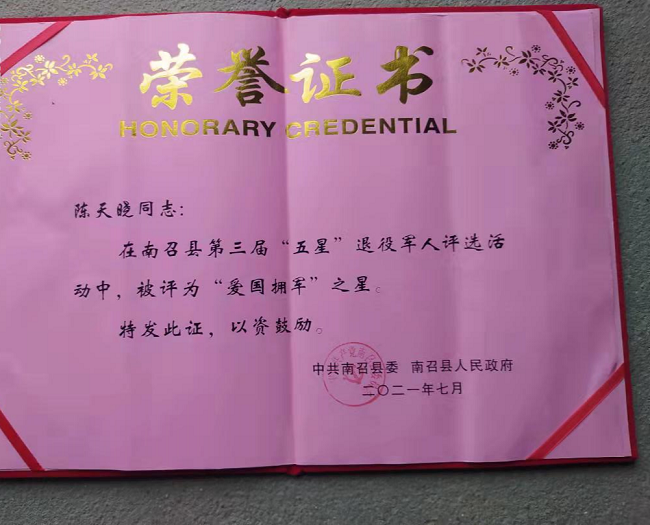 荣誉证书
HONORARY CREDENTIAL
陈天晓同志：
在南召县第三届“五星”退役军人评选活
动中，被评为“爱国拥军”之星。
特发此证，以资鼓励。
中共南召县委 南召县人民政府
二〇二一年七月